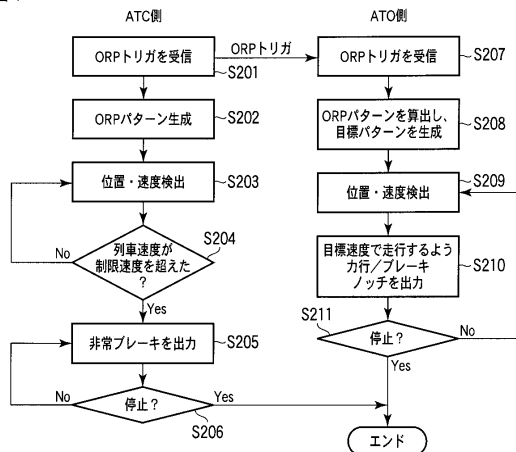 ATC側
ORPトリガを受信
S201
ORPトリガ
ORPパターン生成
S202
位置・速度検出
S203
列車速度が
制限速度を超えた
?
S204
No
Yes
非常ブレーキを出力
S205
停止?
S206
No
Yes
ATO側
ORPトリガを受信
S207
ORPパターンを算出し、
目標パターンを生成
S208
位置・速度検出
S209
目標速度で走行するよう
力行/ブレーキ
ノッチを出力
S210
S211
停止?
No
Yes
エンド